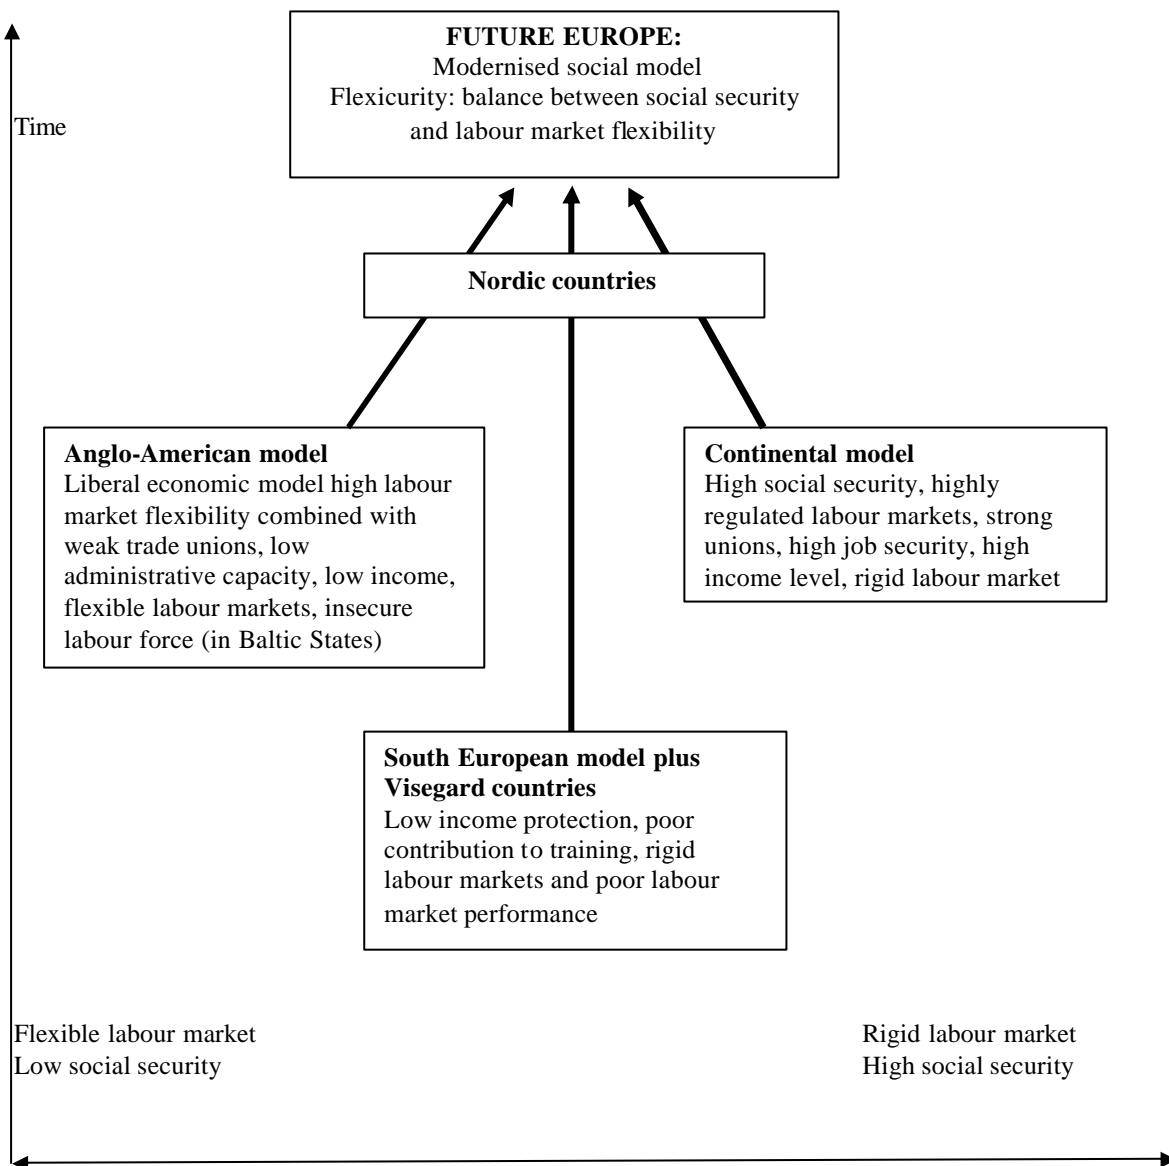 FUTURE EUROPE:
Modernised social model
Flexicurity: balance between social security
and labour market flexibility
Time
Nordic countries
Anglo-American model
Liberal economic model high labour
market flexibility combined with
weak trade unions, low
administrative capacity, low income,
flexible labour markets, insecure
labour force (in Baltic States)
Continental model
High social security, highly
regulated labour markets, strong
unions, high job security, high
income level, rigid labour market
South European model plus
Visegard countries
Low income protection, poor
contribution to training, rigid
labour markets and poor labour
market performance
Flexible labour market
Low social security
Rigid labour market
High social security